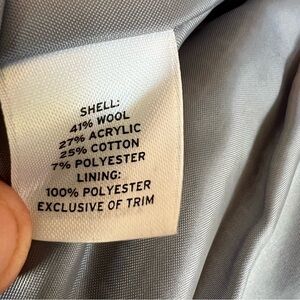 SHELL:
41% WOOL
27% ACRYLIC
25% COTTON
7% POLYESTER
LINING:
100% POLYESTER
EXCLUSIVE OF TRIM